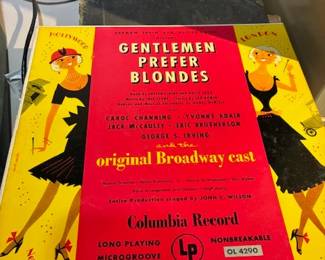 HOLLYWOOD
LONDON
GENTLEMEN
PREFER
BLONDES
CAROL CHANNING · YVONNE ADAIR
JACK McCAULEY · ERIC BROTHERSON
GEORGE S. IRVING
and the
original Broadway cast
Entire Production staged by JOHN C. WILSON
Columbia Record
LONG PLAYING
MICROGROOVE
Lp
NONBREAKABLE
OL 4290